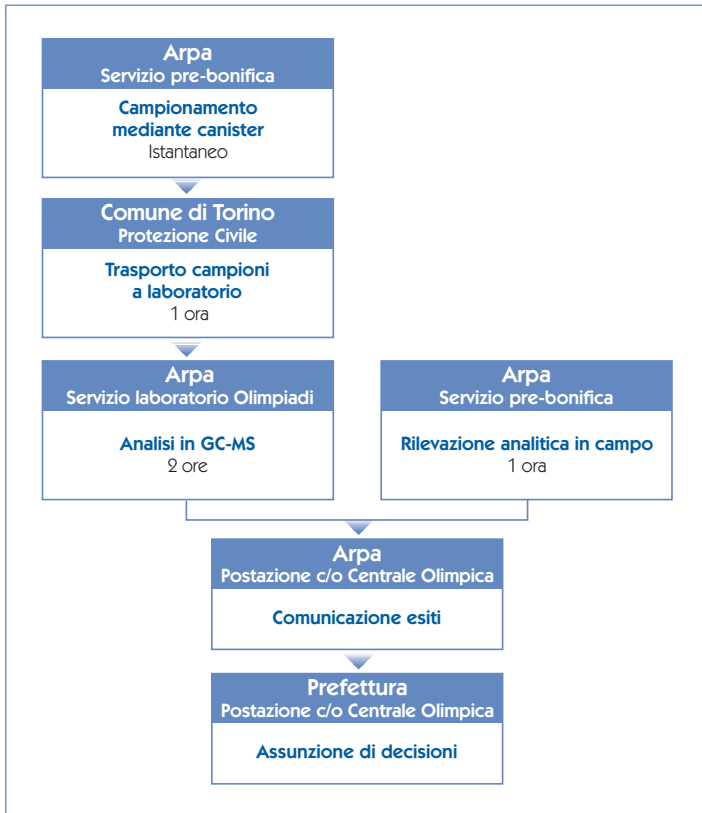 Arpa
Servizio pre-bonifica
Campionamento
mediante canister
Istantaneo
Comune di Torino
Protezione Civile
Trasporto campioni
a laboratorio
1 ora
Arpa
Servizio laboratorio Olimpiadi
Analisi in GC-MS
2 ore
Arpa
Servizio pre-bonifica
Rilevazione analitica in campo
1 ora
Arpa
Postazione c/o Centrale Olimpica
Comunicazione esiti
Prefettura
Postazione c/o Centrale Olimpica
Assunzione di decisioni